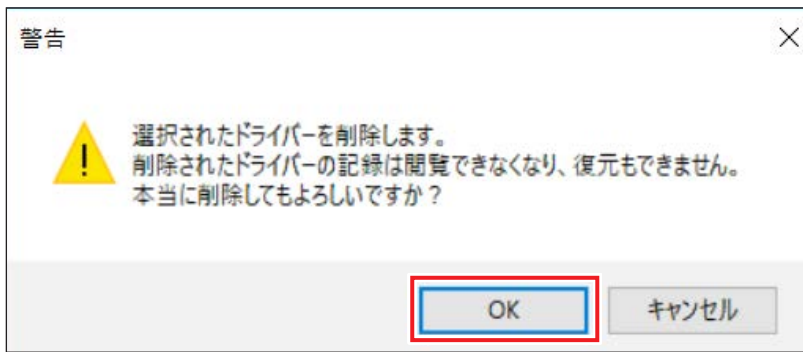 警告
選択されたドライバーを削除します。
削除されたドライバーの記録は閲覧できなくなり、復元もできません。
本当に削除してもよろしいですか？
OK
キャンセル